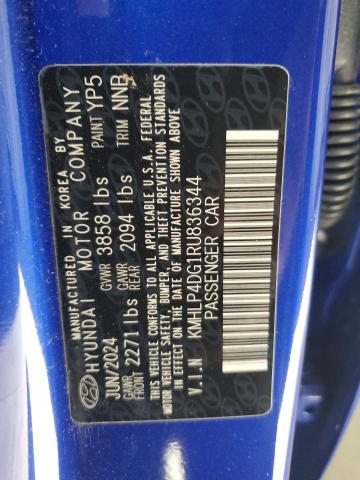 MANUFACTURED IN KOREA BY
HYUNDAI MOTOR COMPANY
JUN/2024 GVWR 3858 lbs PAINT YP5
GAWR FRONT 2271 lbs GAWR REAR 2094 lbs TRIM NNB
THIS VEHICLE CONFORMS TO ALL APPLICABLE U.S.A. FEDERAL
MOTOR VEHICLE SAFETY, BUMPER, AND THEFT PREVENTION STANDARDS
IN EFFECT ON THE DATE OF MANUFACTURE SHOWN ABOVE.
V.I.N KMHLP4DG1RU836344
PASSENGER CAR